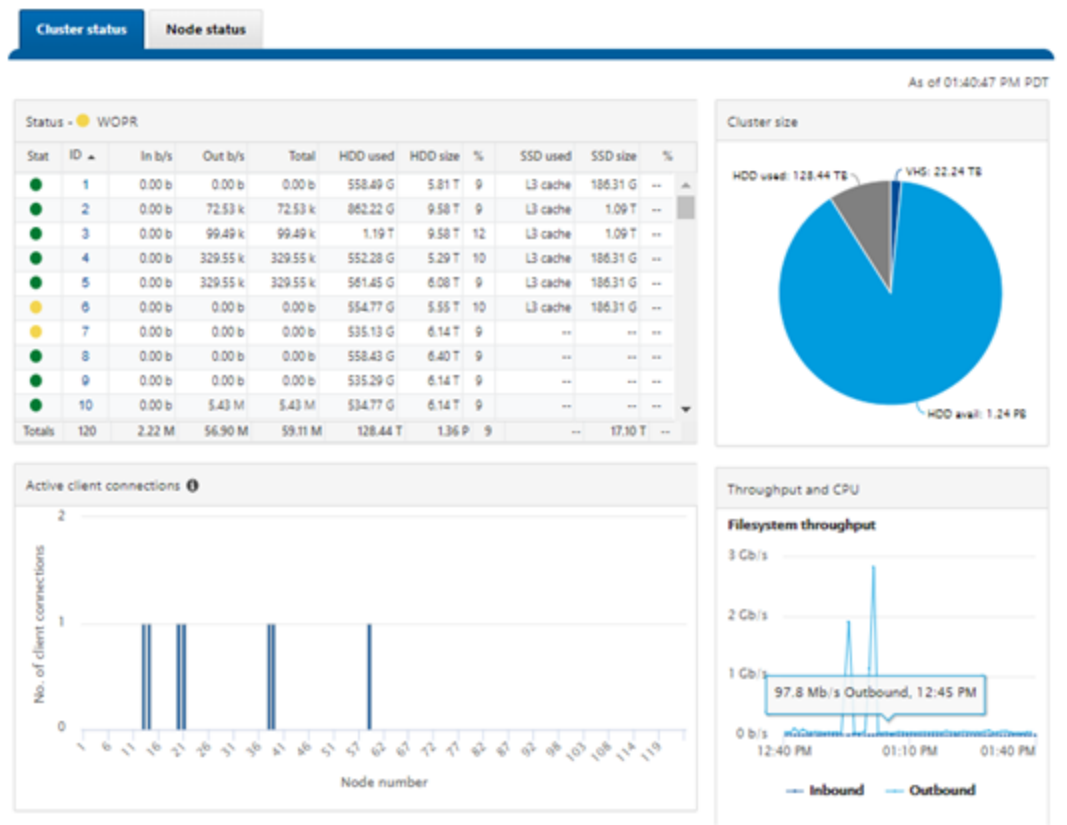 Cluster status Node status
As of 01:40:47 PM PDT
Status - WOPR
Stat ID In b/s Out b/s Total HDD used HDD size % SSD used SSD size %
1 0.00 b 0.00 b 0.00 b 558.49 G 5.81 T 9 L3 cache 186.31 G --
2 0.00 b 72.53 k 72.53 k 862.22 G 9.58 T 9 L3 cache 1.09 T --
3 0.00 b 99.49 k 99.49 k 1.19 T 9.58 T 12 L3 cache 1.09 T --
4 0.00 b 329.55 k 329.55 k 552.28 G 5.29 T 10 L3 cache 186.31 G --
5 0.00 b 329.55 k 329.55 k 561.45 G 6.08 T 9 L3 cache 186.31 G --
6 0.00 b 0.00 b 0.00 b 554.77 G 5.55 T 10 L3 cache 186.31 G --
7 0.00 b 0.00 b 0.00 b 535.13 G 6.14 T 9 -- -- --
8 0.00 b 0.00 b 0.00 b 558.43 G 6.40 T 9 -- -- --
9 0.00 b 0.00 b 0.00 b 535.29 G 6.14 T 9 -- -- --
10 0.00 b 5.43 M 5.43 M 534.77 G 6.14 T 9 -- -- --
Totals 120 2.22 M 56.90 M 59.11 M 128.44 T 1.36 P 9 -- 17.10 T --
Cluster size
HDD used: 128.44 TB
VHS: 22.24 TB
HDD avail: 1.24 PB
Active client connections
No. of client connections
2
1
0
1 6 11 16 21 26 31 36 41 46 51 57 62 67 72 77 82 87 92 98 103 108 114 119
Node number
Throughput and CPU
Filesystem throughput
3 Gb/s
2 Gb/s
1 Gb/s
97.8 Mb/s Outbound, 12:45 PM
0 b/s
12:40 PM 01:10 PM 01:40 PM
Inbound Outbound